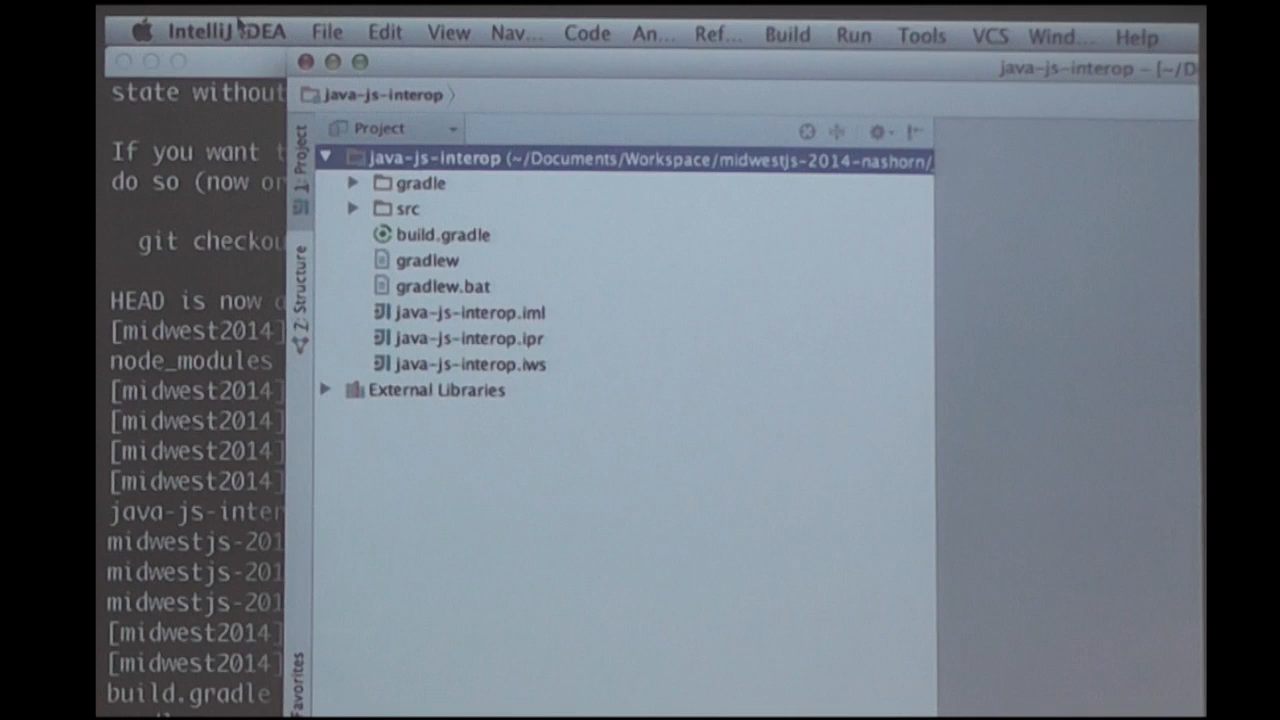 IntelliJ IDEA File Edit View Nav... Code An... Ref... Build Run Tools VCS Wind... Help
java-js-interop - [~/D
java-js-interop
Project
1: Project
Z: Structure
Favorites
java-js-interop (~/Documents/Workspace/midwestjs-2014-nashorn/
gradle
src
build.gradle
gradlew
gradlew.bat
java-js-interop.iml
java-js-interop.ipr
java-js-interop.iws
External Libraries
state without
If you want t
do so (now or
git checkou
HEAD is now
[midwest2014]
node_modules
[midwest2014]
[midwest2014]
[midwest2014]
[midwest2014]
java-js-inter
midwestjs-201
midwestjs-201
midwestjs-201
[midwest2014]
[midwest2014]
build.gradle